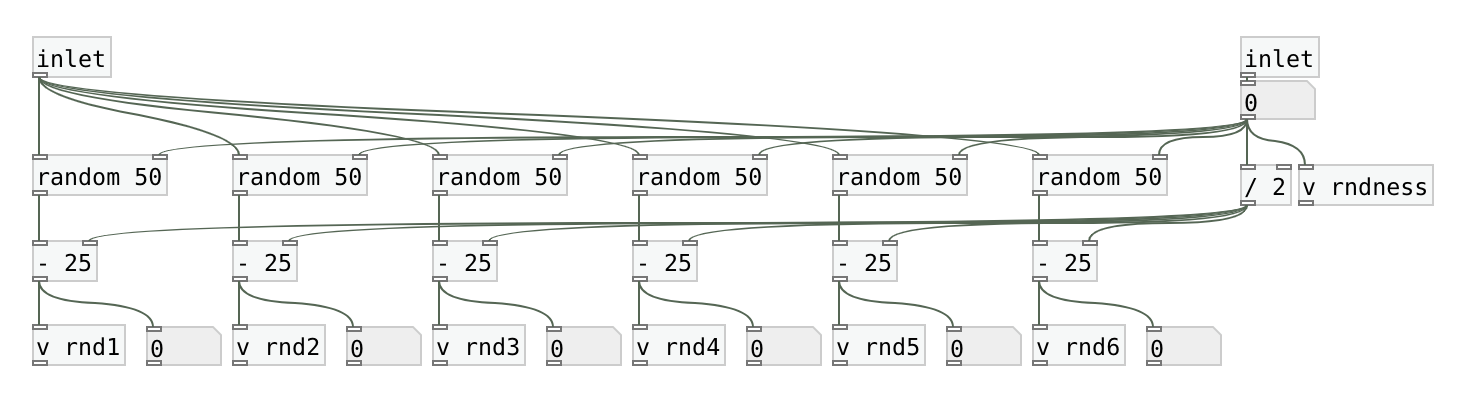 inlet inlet
0
random 50 random 50 random 50 random 50 random 50 random 50 / 2 v rndness
- 25 - 25 - 25 - 25 - 25 - 25
v rnd1 0 v rnd2 0 v rnd3 0 v rnd4 0 v rnd5 0 v rnd6 0